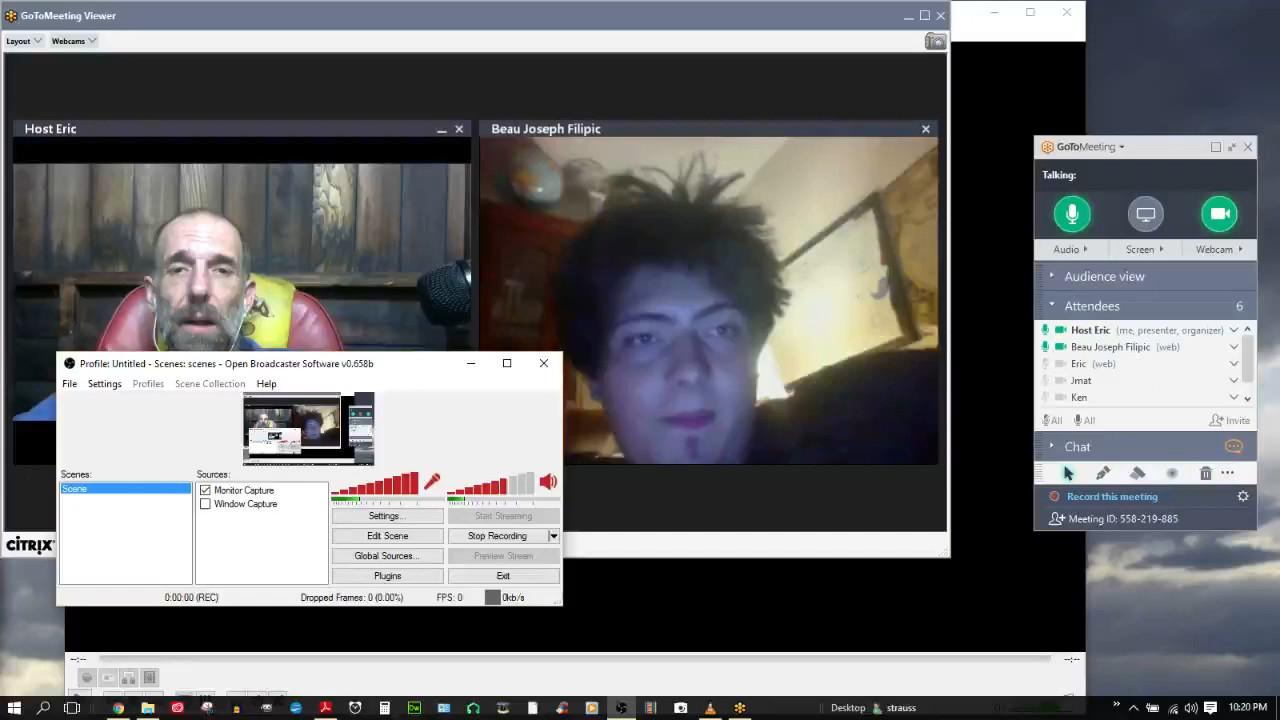 GoToMeeting Viewer
Layout
Webcams
Host Eric
Beau Joseph Filipic
GoToMeeting
Talking:
Audio
Screen
Webcam
Audience view
Attendees 6
Host Eric (me, presenter, organizer)
Beau Joseph Filipic (web)
Eric (web)
Jmat
Ken
All All Invite
Chat
Record this meeting
Meeting ID: 558-219-885
CITRIX
Profile: Untitled - Scenes: scenes - Open Broadcaster Software v0.658b
File Settings Profiles Scene Collection Help
Scenes:
Scene
Sources:
Monitor Capture
Window Capture
Settings...
Start Streaming
Edit Scene
Stop Recording
Global Sources...
Preview Stream
Plugins
Exit
0:00:00 (REC) Dropped Frames: 0 (0.00%) FPS: 0 0kb/s
--:-- --:--
Desktop strauss 10:20 PM